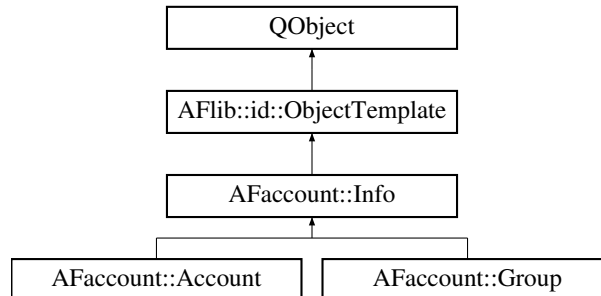 QObject
AFlib::id::ObjectTemplate
AFaccount::Info
AFaccount::Account
AFaccount::Group